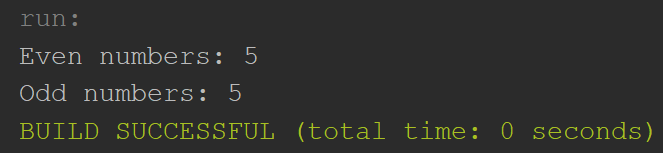 run:
Even numbers: 5
Odd numbers: 5
BUILD SUCCESSFUL (total time: 0 seconds)